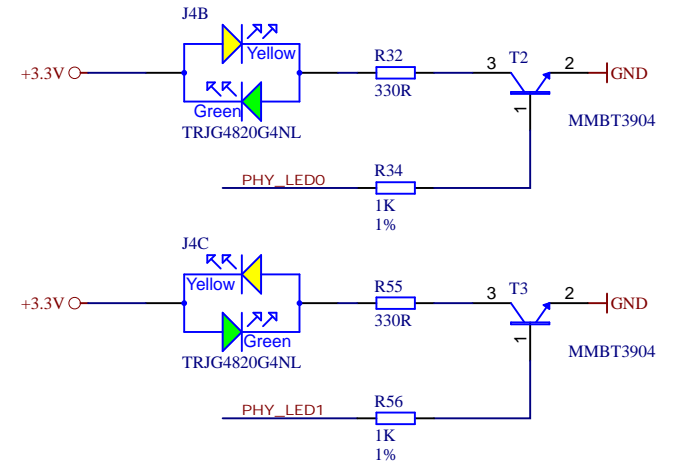 J4B
Yellow
+3.3V
Green
TRJG4820G4NL
R32
330R
3
T2
2
GND
1
MMBT3904
PHY_LED0
R34
1K
1%
J4C
Yellow
+3.3V
Green
TRJG4820G4NL
R55
330R
3
T3
2
GND
1
MMBT3904
PHY_LED1
R56
1K
1%